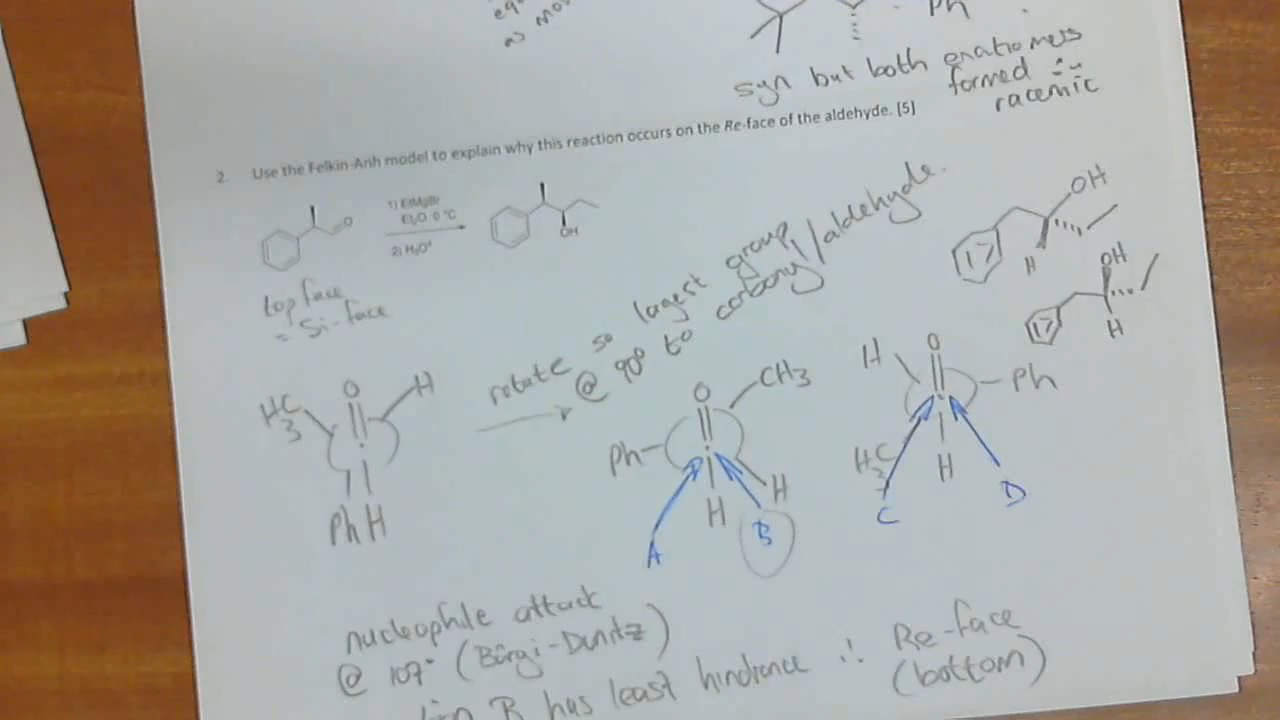 Ph
syn but both enatiomers
formed ∴
racemic
2. Use the Felkin-Anh model to explain why this reaction occurs on the Re-face of the aldehyde. [5]
1) EtMgBr
Et₂O, 0 °C
2) H₃O⁺
O
OH
OH
H
OH
H
top face
= Si-face
rotate so largest group
@ 90° to carbonyl/aldehyde.
H₃C
O
H
Ph H
O
CH₃
Ph
H
H
A
B
H
O
Ph
H₃C
H
C
D
nucleophile attack
@ 107° (Bürgi-Dunitz)
B has least hindrance ∴ Re-face
(bottom)